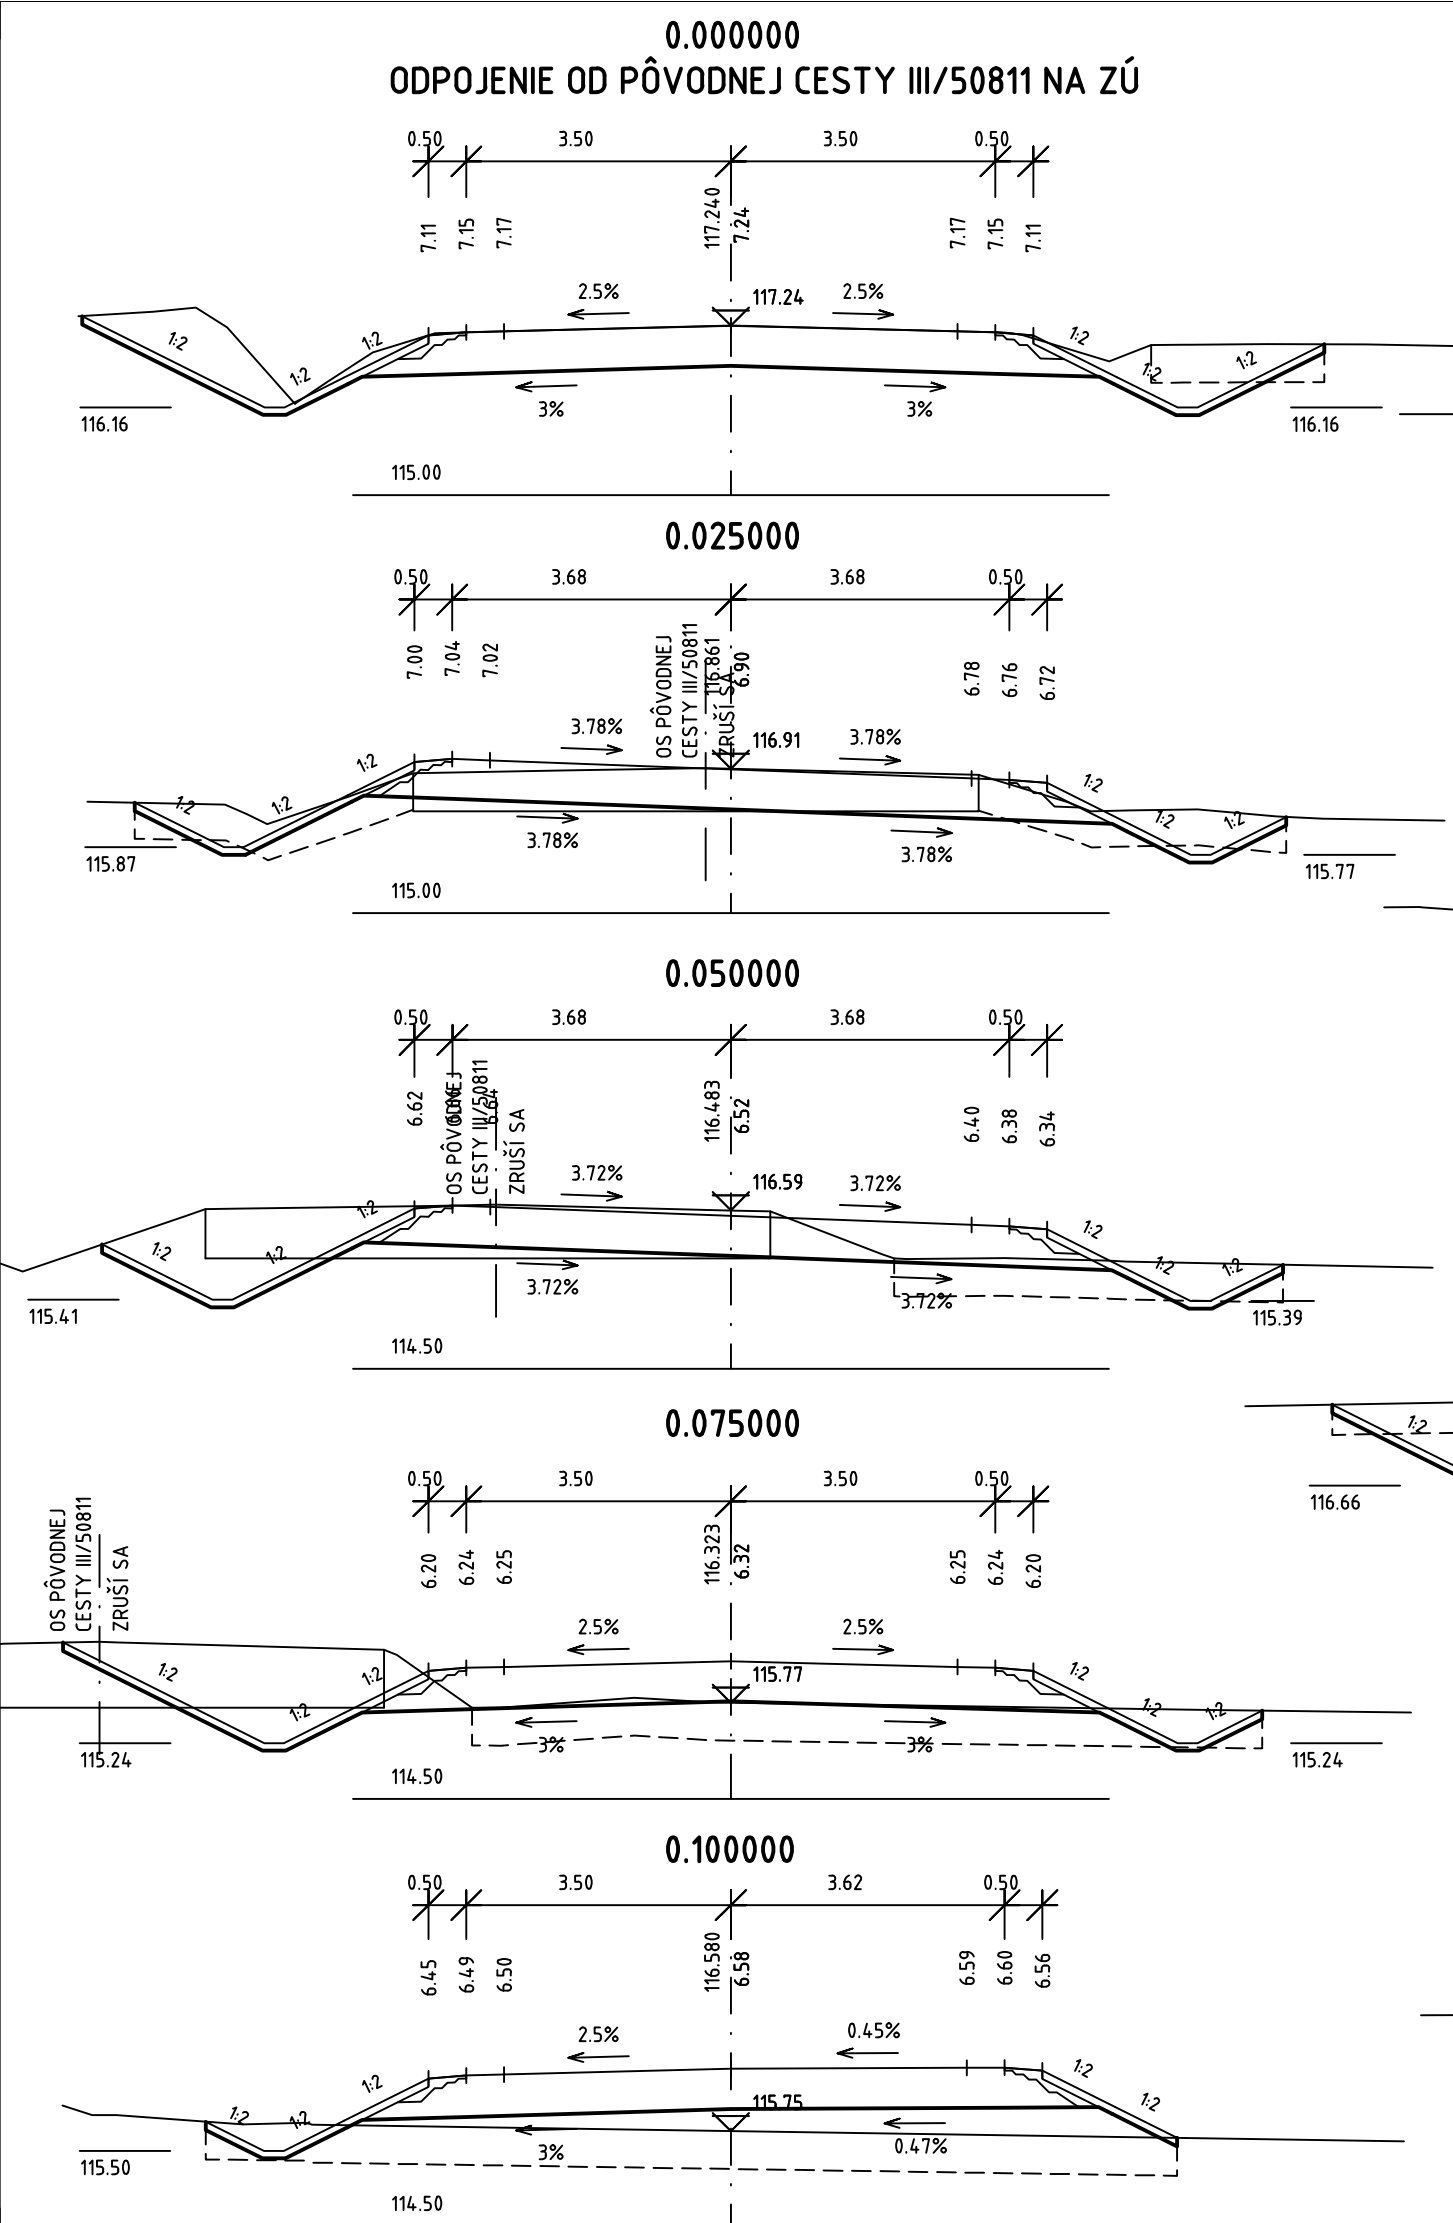 0.000000
ODPOJENIE OD PÔVODNEJ CESTY III/50811 NA ZÚ
0.50 3.50 3.50 0.50
7.11 7.15 7.17 117.240 7.24 7.17 7.15 7.11
2.5% 117.24 2.5%
1:2 1:2 1:2 1:2 1:2 1:2
3% 3%
116.16 116.16
115.00
0.025000
0.50 3.68 3.68 0.50
7.00 7.04 7.02 116.861 6.90 6.78 6.76 6.72
OS PÔVODNEJ
CESTY III/50811
ZRUŠÍ SA
3.78% 116.91 3.78%
1:2 1:2 1:2 1:2 1:2 1:2
3.78% 3.78%
115.87 115.77
115.00
0.050000
0.50 3.68 3.68 0.50
6.62 6.64 116.483 6.52 6.40 6.38 6.34
OS PÔVODNEJ
CESTY III/50811
ZRUŠÍ SA
3.72% 116.59 3.72%
1:2 1:2 1:2 1:2 1:2 1:2
3.72% 3.72%
115.41 115.39
114.50
0.075000
1:2
116.66
0.50 3.50 3.50 0.50
6.20 6.24 6.25 116.323 6.32 6.25 6.24 6.20
OS PÔVODNEJ
CESTY III/50811
ZRUŠÍ SA
2.5% 2.5%
115.77
1:2 1:2 1:2 1:2 1:2 1:2
3% 3%
115.24 115.24
114.50
0.100000
0.50 3.50 3.62 0.50
6.45 6.49 6.50 116.580 6.58 6.59 6.60 6.56
2.5% 0.45%
1:2 1:2 1:2 115.75 1:2 1:2
3% 0.47%
115.50
114.50